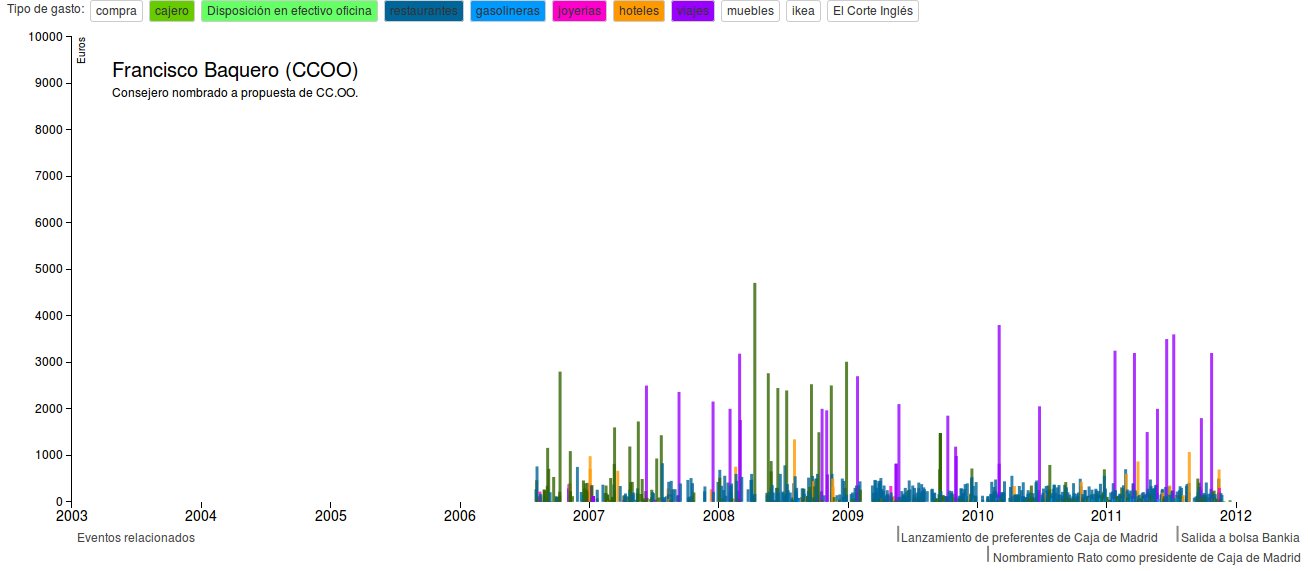 Tipo de gasto: compra cajero Disposición en efectivo oficina restaurantes gasolineras joyerías hoteles viajes muebles ikea El Corte Inglés
10000
Euros
Francisco Baquero (CCOO)
9000
Consejero nombrado a propuesta de CC.OO.
8000
7000
6000
5000
4000
3000
2000
1000
0
2003 2004 2005 2006 2007 2008 2009 2010 2011 2012
Eventos relacionados Lanzamiento de preferentes de Caja de Madrid Salida a bolsa Bankia
Nombramiento Rato como presidente de Caja de Madrid